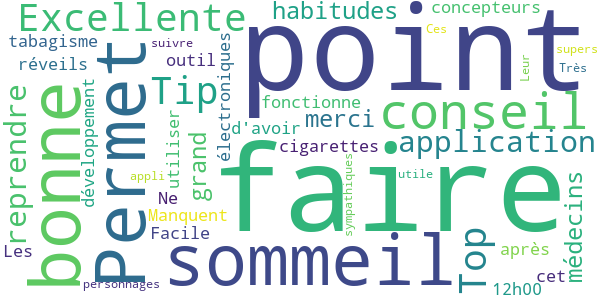 Excellente
habitudes
concepteurs
tabagisme
suivre
Ces
supers
réveils
outil
point
Leur
Très
Permet
Tip
électroniques
fonctionne
conseil
bonne
développement
utiliser
d'avoir
merci
application
reprendre
grand
cigarettes
faire
sympathiques
utile
appli
Ne
médecins
Manquent
Facile
sommeil
Top
après
Les
personnages
cet
12h00